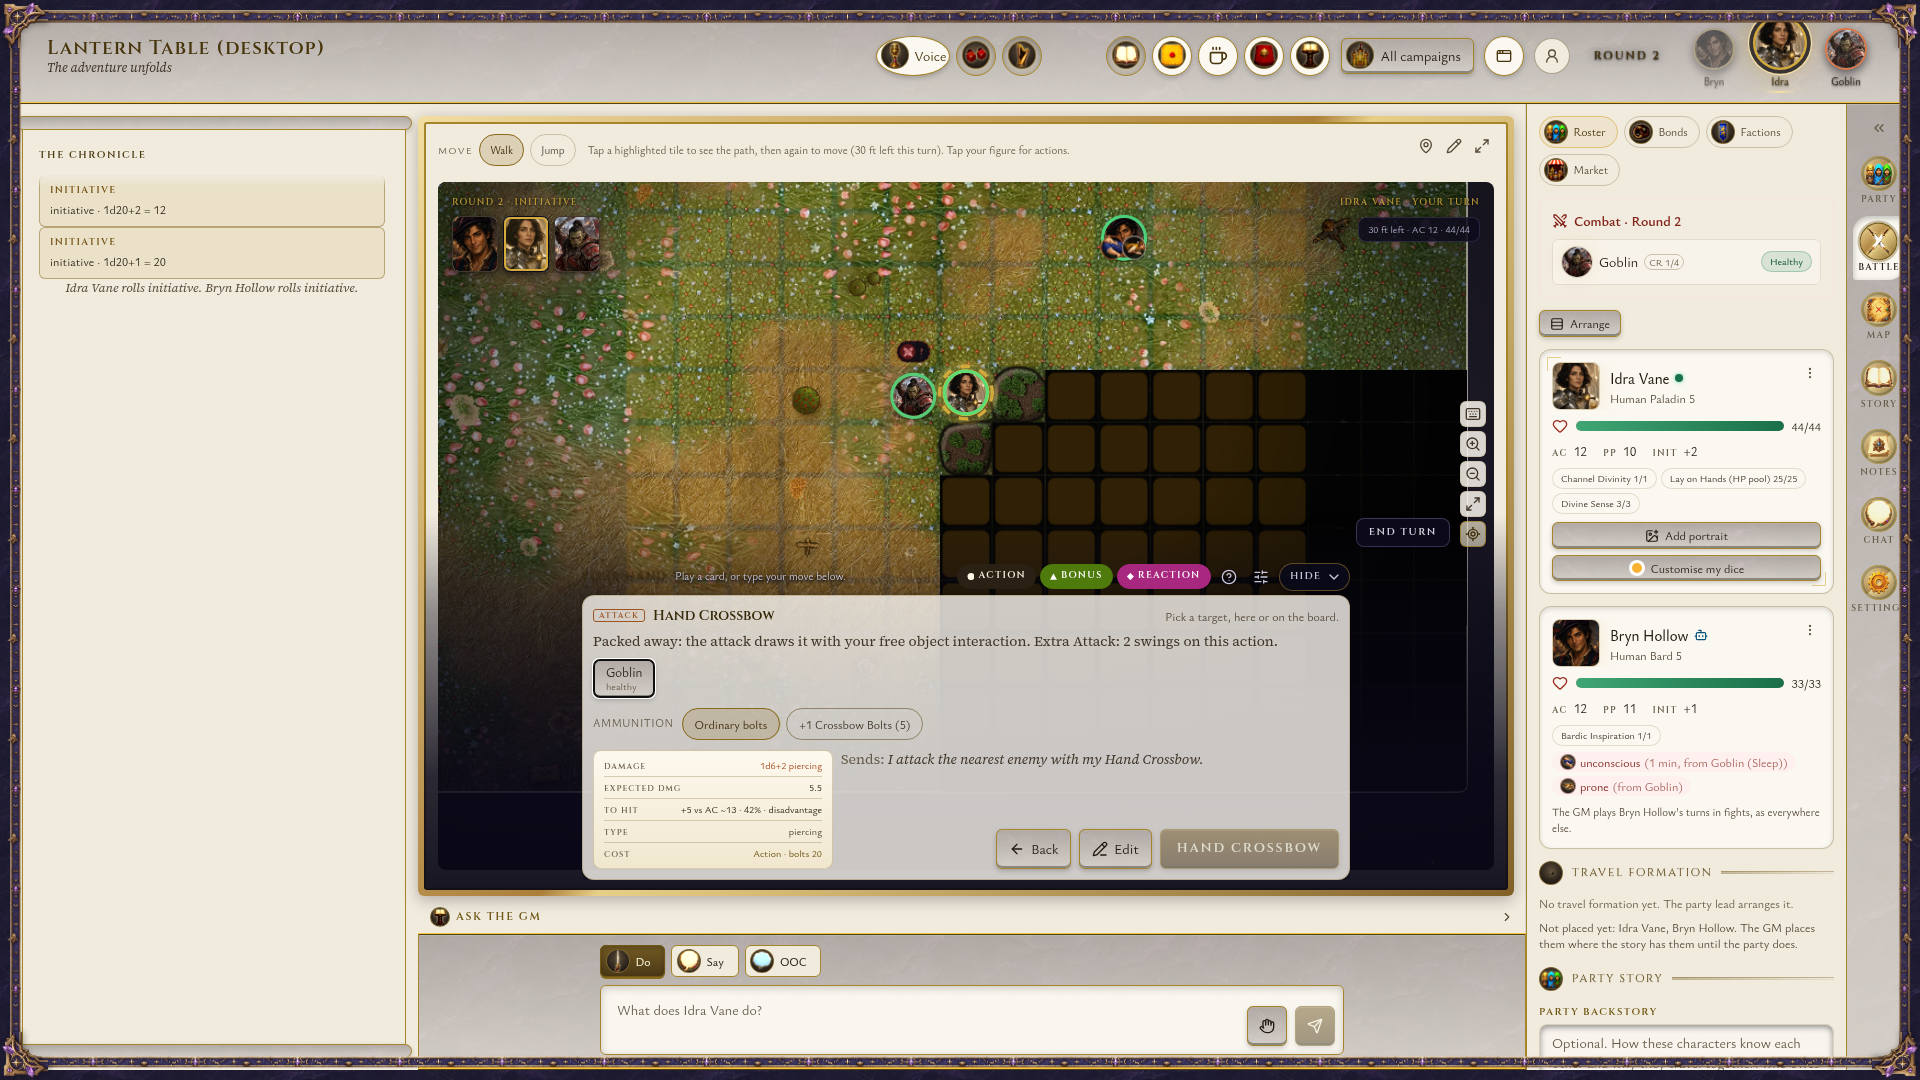 Lantern Table (Desktop)
The adventure unfolds
Voice
All campaigns
ROUND 2
Bryn
Idra
Goblin
THE CHRONICLE
INITIATIVE
initiative · 1d20+2 = 12
INITIATIVE
initiative · 1d20+1 = 20
Idra Vane rolls initiative. Bryn Hollow rolls initiative.
MOVE
Walk
Jump
Tap a highlighted tile to see the path, then again to move (30 ft left this turn). Tap your figure for actions.
ROUND 2 · INITIATIVE
IDRA VANE · YOUR TURN
30 ft left · AC 12 · 44/44
END TURN
Play a card, or type your move below.
ACTION
BONUS
REACTION
HIDE
ATTACK
Hand Crossbow
Pick a target, here or on the board.
Packed away: the attack draws it with your free object interaction. Extra Attack: 2 swings on this action.
Goblin
healthy
AMMUNITION
Ordinary bolts
+1 Crossbow Bolts (5)
DAMAGE
1d6+2 piercing
EXPECTED DMG
5.5
TO HIT
+5 vs AC ~13 · 42% · disadvantage
TYPE
piercing
COST
Action · bolts 20
Sends: I attack the nearest enemy with my Hand Crossbow.
Back
Edit
HAND CROSSBOW
ASK THE GM
Do
Say
OOC
What does Idra Vane do?
Roster
Bonds
Factions
Market
Combat · Round 2
Goblin
CR 1/4
Healthy
Arrange
Idra Vane
Human Paladin 5
44/44
AC 12
PP 10
INIT +2
Channel Divinity 1/1
Lay on Hands (HP pool) 25/25
Divine Sense 3/3
Add portrait
Customise my dice
Bryn Hollow
Human Bard 5
33/33
AC 12
PP 11
INIT +1
Bardic Inspiration 1/1
unconscious (1 min, from Goblin (Sleep))
prone (from Goblin)
The GM plays Bryn Hollow's turns in fights, as everywhere
else.
TRAVEL FORMATION
No travel formation yet. The party lead arranges it.
Not placed yet: Idra Vane, Bryn Hollow. The GM places
them where the story has them until the party does.
PARTY STORY
PARTY BACKSTORY
Optional. How these characters know each
PARTY
BATTLE
MAP
STORY
NOTES
CHAT
SETTING